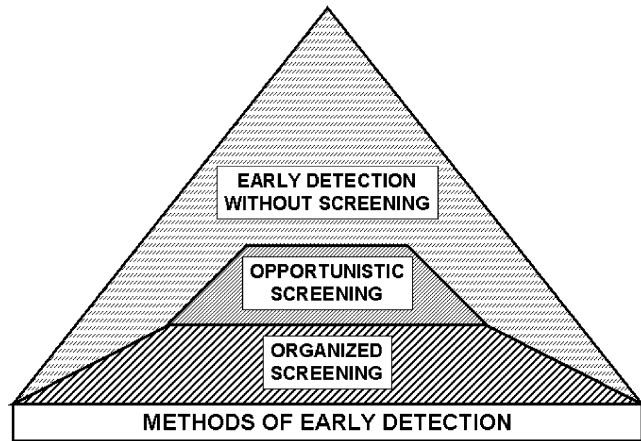 EARLY DETECTION
WITHOUT SCREENING
OPPORTUNISTIC
SCREENING
ORGANIZED
SCREENING
METHODS OF EARLY DETECTION